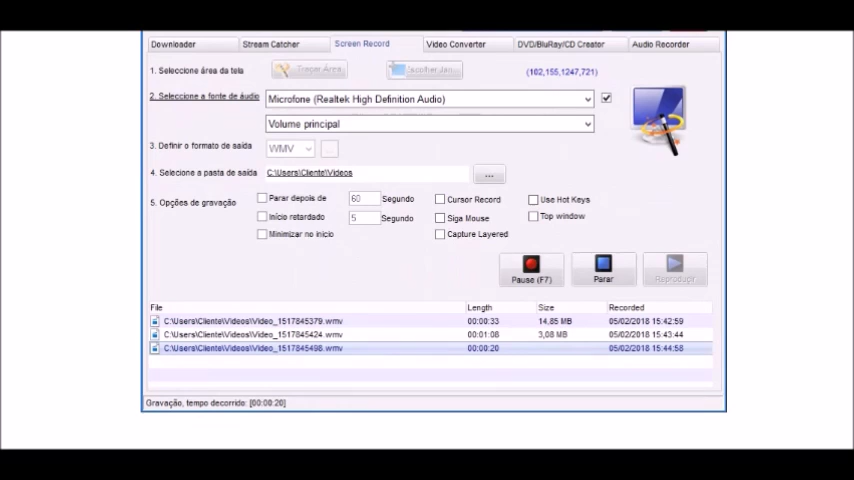 Downloader Stream Catcher Screen Record Video Converter DVD/BluRay/CD Creator Audio Recorder
1. Seleccione área da tela Traçar Área Escolher Jan... (102,155,1247,721)
2. Seleccione a fonte de áudio Microfone (Realtek High Definition Audio)
Volume principal
3. Definir o formato de saída WMV ...
4. Selecione a pasta de saída C:\Users\Cliente\Videos ...
5. Opções de gravação Parar depois de 60 Segundo Cursor Record Use Hot Keys
Início retardado 5 Segundo Siga Mouse Top window
Minimizar no início Capture Layered
Pause (F7) Parar Reproduzir
File Length Size Recorded
C:\Users\Cliente\Videos\Video_1517845379.wmv 00:00:33 14,85 MB 05/02/2018 15:42:59
C:\Users\Cliente\Videos\Video_1517845424.wmv 00:01:08 3,08 MB 05/02/2018 15:43:44
C:\Users\Cliente\Videos\Video_1517845498.wmv 00:00:20 05/02/2018 15:44:58
Gravação, tempo decorrido: [00:00:20]